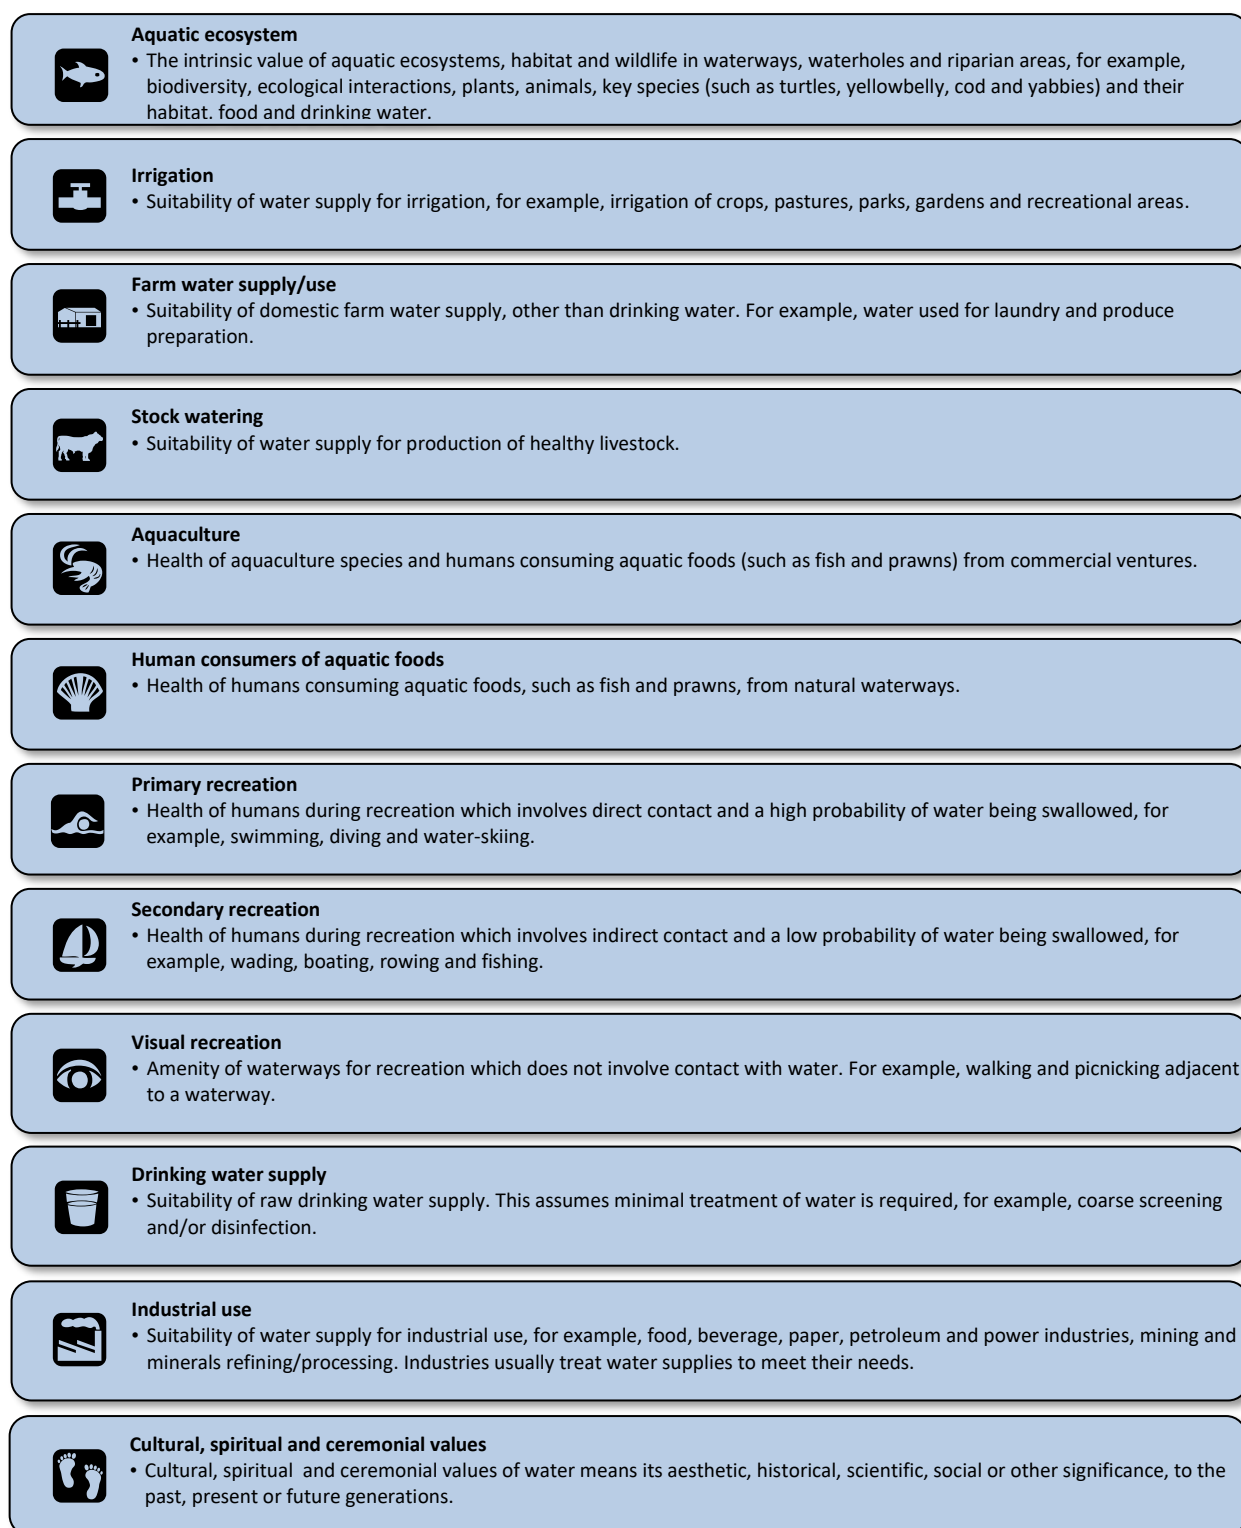 Aquatic ecosystem
• The intrinsic value of aquatic ecosystems, habitat and wildlife in waterways, waterholes and riparian areas, for example,
biodiversity, ecological interactions, plants, animals, key species (such as turtles, yellowbelly, cod and yabbies) and their
habitat, food and drinking water.
Irrigation
• Suitability of water supply for irrigation, for example, irrigation of crops, pastures, parks, gardens and recreational areas.
Farm water supply/use
• Suitability of domestic farm water supply, other than drinking water. For example, water used for laundry and produce
preparation.
Stock watering
• Suitability of water supply for production of healthy livestock.
Aquaculture
• Health of aquaculture species and humans consuming aquatic foods (such as fish and prawns) from commercial ventures.
Human consumers of aquatic foods
• Health of humans consuming aquatic foods, such as fish and prawns, from natural waterways.
Primary recreation
• Health of humans during recreation which involves direct contact and a high probability of water being swallowed, for
example, swimming, diving and water-skiing.
Secondary recreation
• Health of humans during recreation which involves indirect contact and a low probability of water being swallowed, for
example, wading, boating, rowing and fishing.
Visual recreation
• Amenity of waterways for recreation which does not involve contact with water. For example, walking and picnicking adjacent
to a waterway.
Drinking water supply
• Suitability of raw drinking water supply. This assumes minimal treatment of water is required, for example, coarse screening
and/or disinfection.
Industrial use
• Suitability of water supply for industrial use, for example, food, beverage, paper, petroleum and power industries, mining and
minerals refining/processing. Industries usually treat water supplies to meet their needs.
Cultural, spiritual and ceremonial values
• Cultural, spiritual  and ceremonial values of water means its aesthetic, historical, scientific, social or other significance, to the
past, present or future generations.